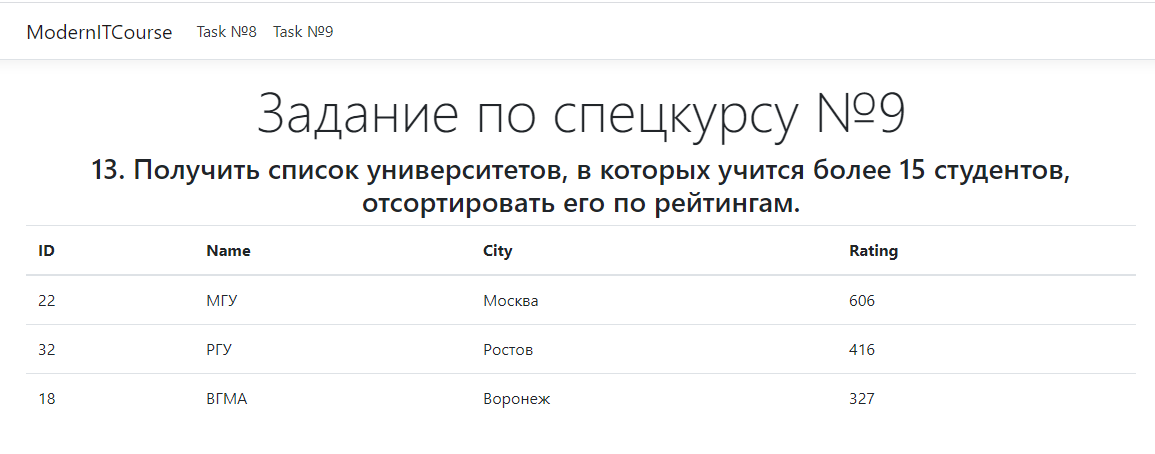 ModernITCourse Task №8 Task №9
Задание по спецкурсу №9
13. Получить список университетов, в которых учится более 15 студентов,
отсортировать его по рейтингам.
ID Name City Rating
22 МГУ Москва 606
32 РГУ Ростов 416
18 ВГМА Воронеж 327